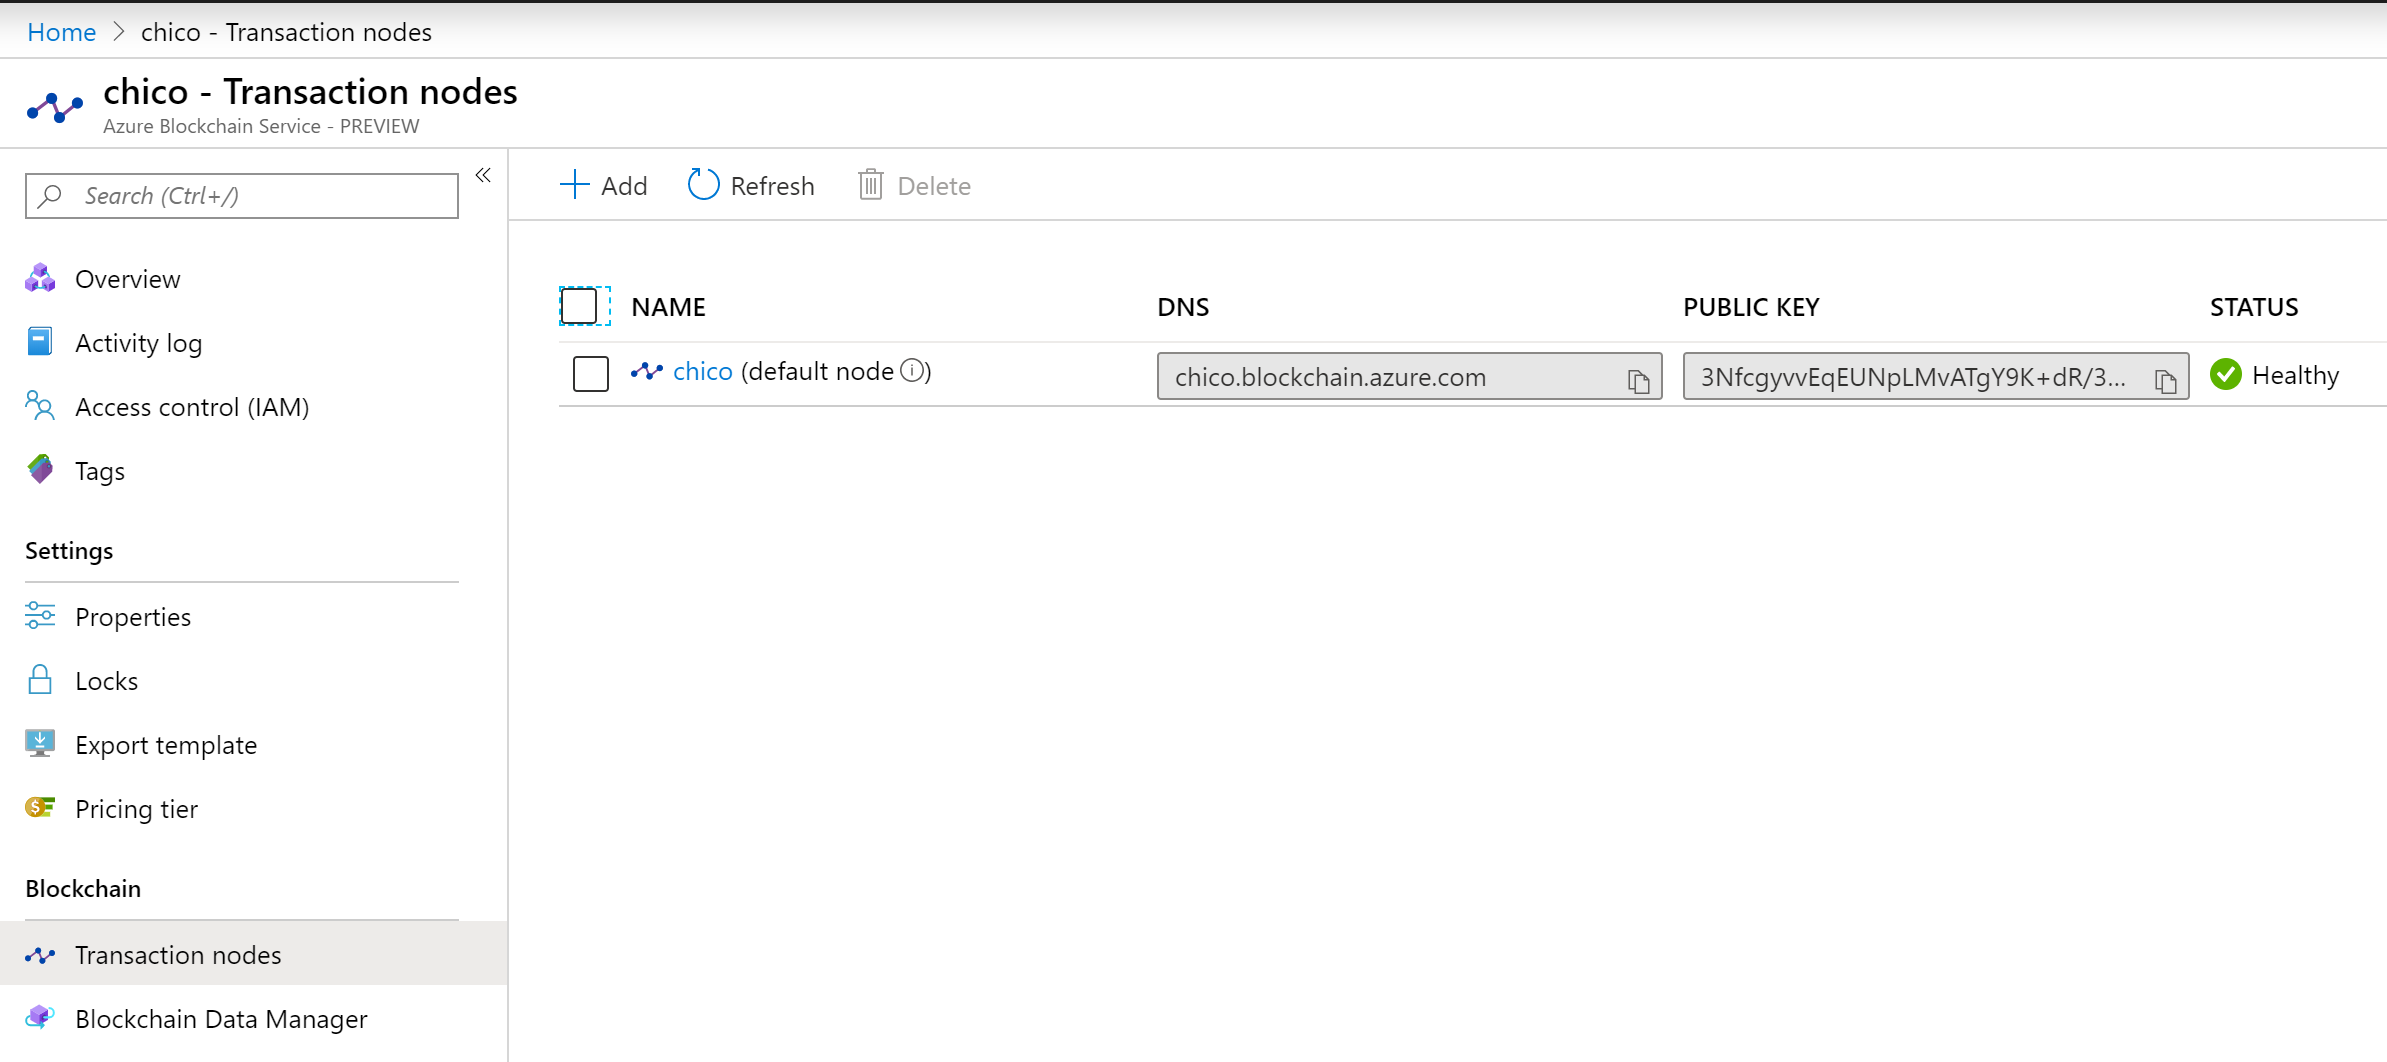 Home > chico - Transaction nodes
chico - Transaction nodes
Azure Blockchain Service - PREVIEW
Search (Ctrl+/)
«
Overview
Activity log
Access control (IAM)
Tags
Settings
Properties
Locks
Export template
Pricing tier
Blockchain
Transaction nodes
Blockchain Data Manager
Add Refresh Delete
NAME DNS PUBLIC KEY STATUS
chico (default node ⓘ) chico.blockchain.azure.com 3NfcgyvvEqEUNpLMvATgY9K+dR/3... Healthy